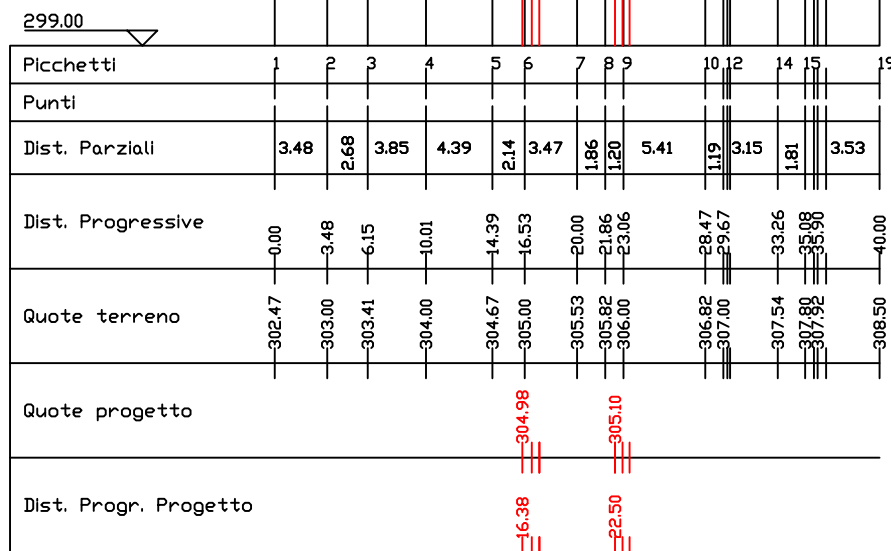 299.00
Picchetti 1 2 3 4 5 6 7 8 9 10 12 14 15 19
Punti
Dist. Parziali 3.48 2.68 3.85 4.39 2.14 3.47 1.86 1.20 5.41 1.19 3.15 1.81 3.53
Dist. Progressive 0.00 3.48 6.15 10.01 14.39 16.53 20.00 21.86 23.06 28.47 29.67 33.26 35.08 35.90 40.00
Quote terreno 302.47 303.00 303.41 304.00 304.67 305.00 305.53 305.82 306.00 306.82 307.00 307.54 307.80 307.92 308.50
Quote progetto 304.98 305.10
Dist. Progr. Progetto 16.38 22.50